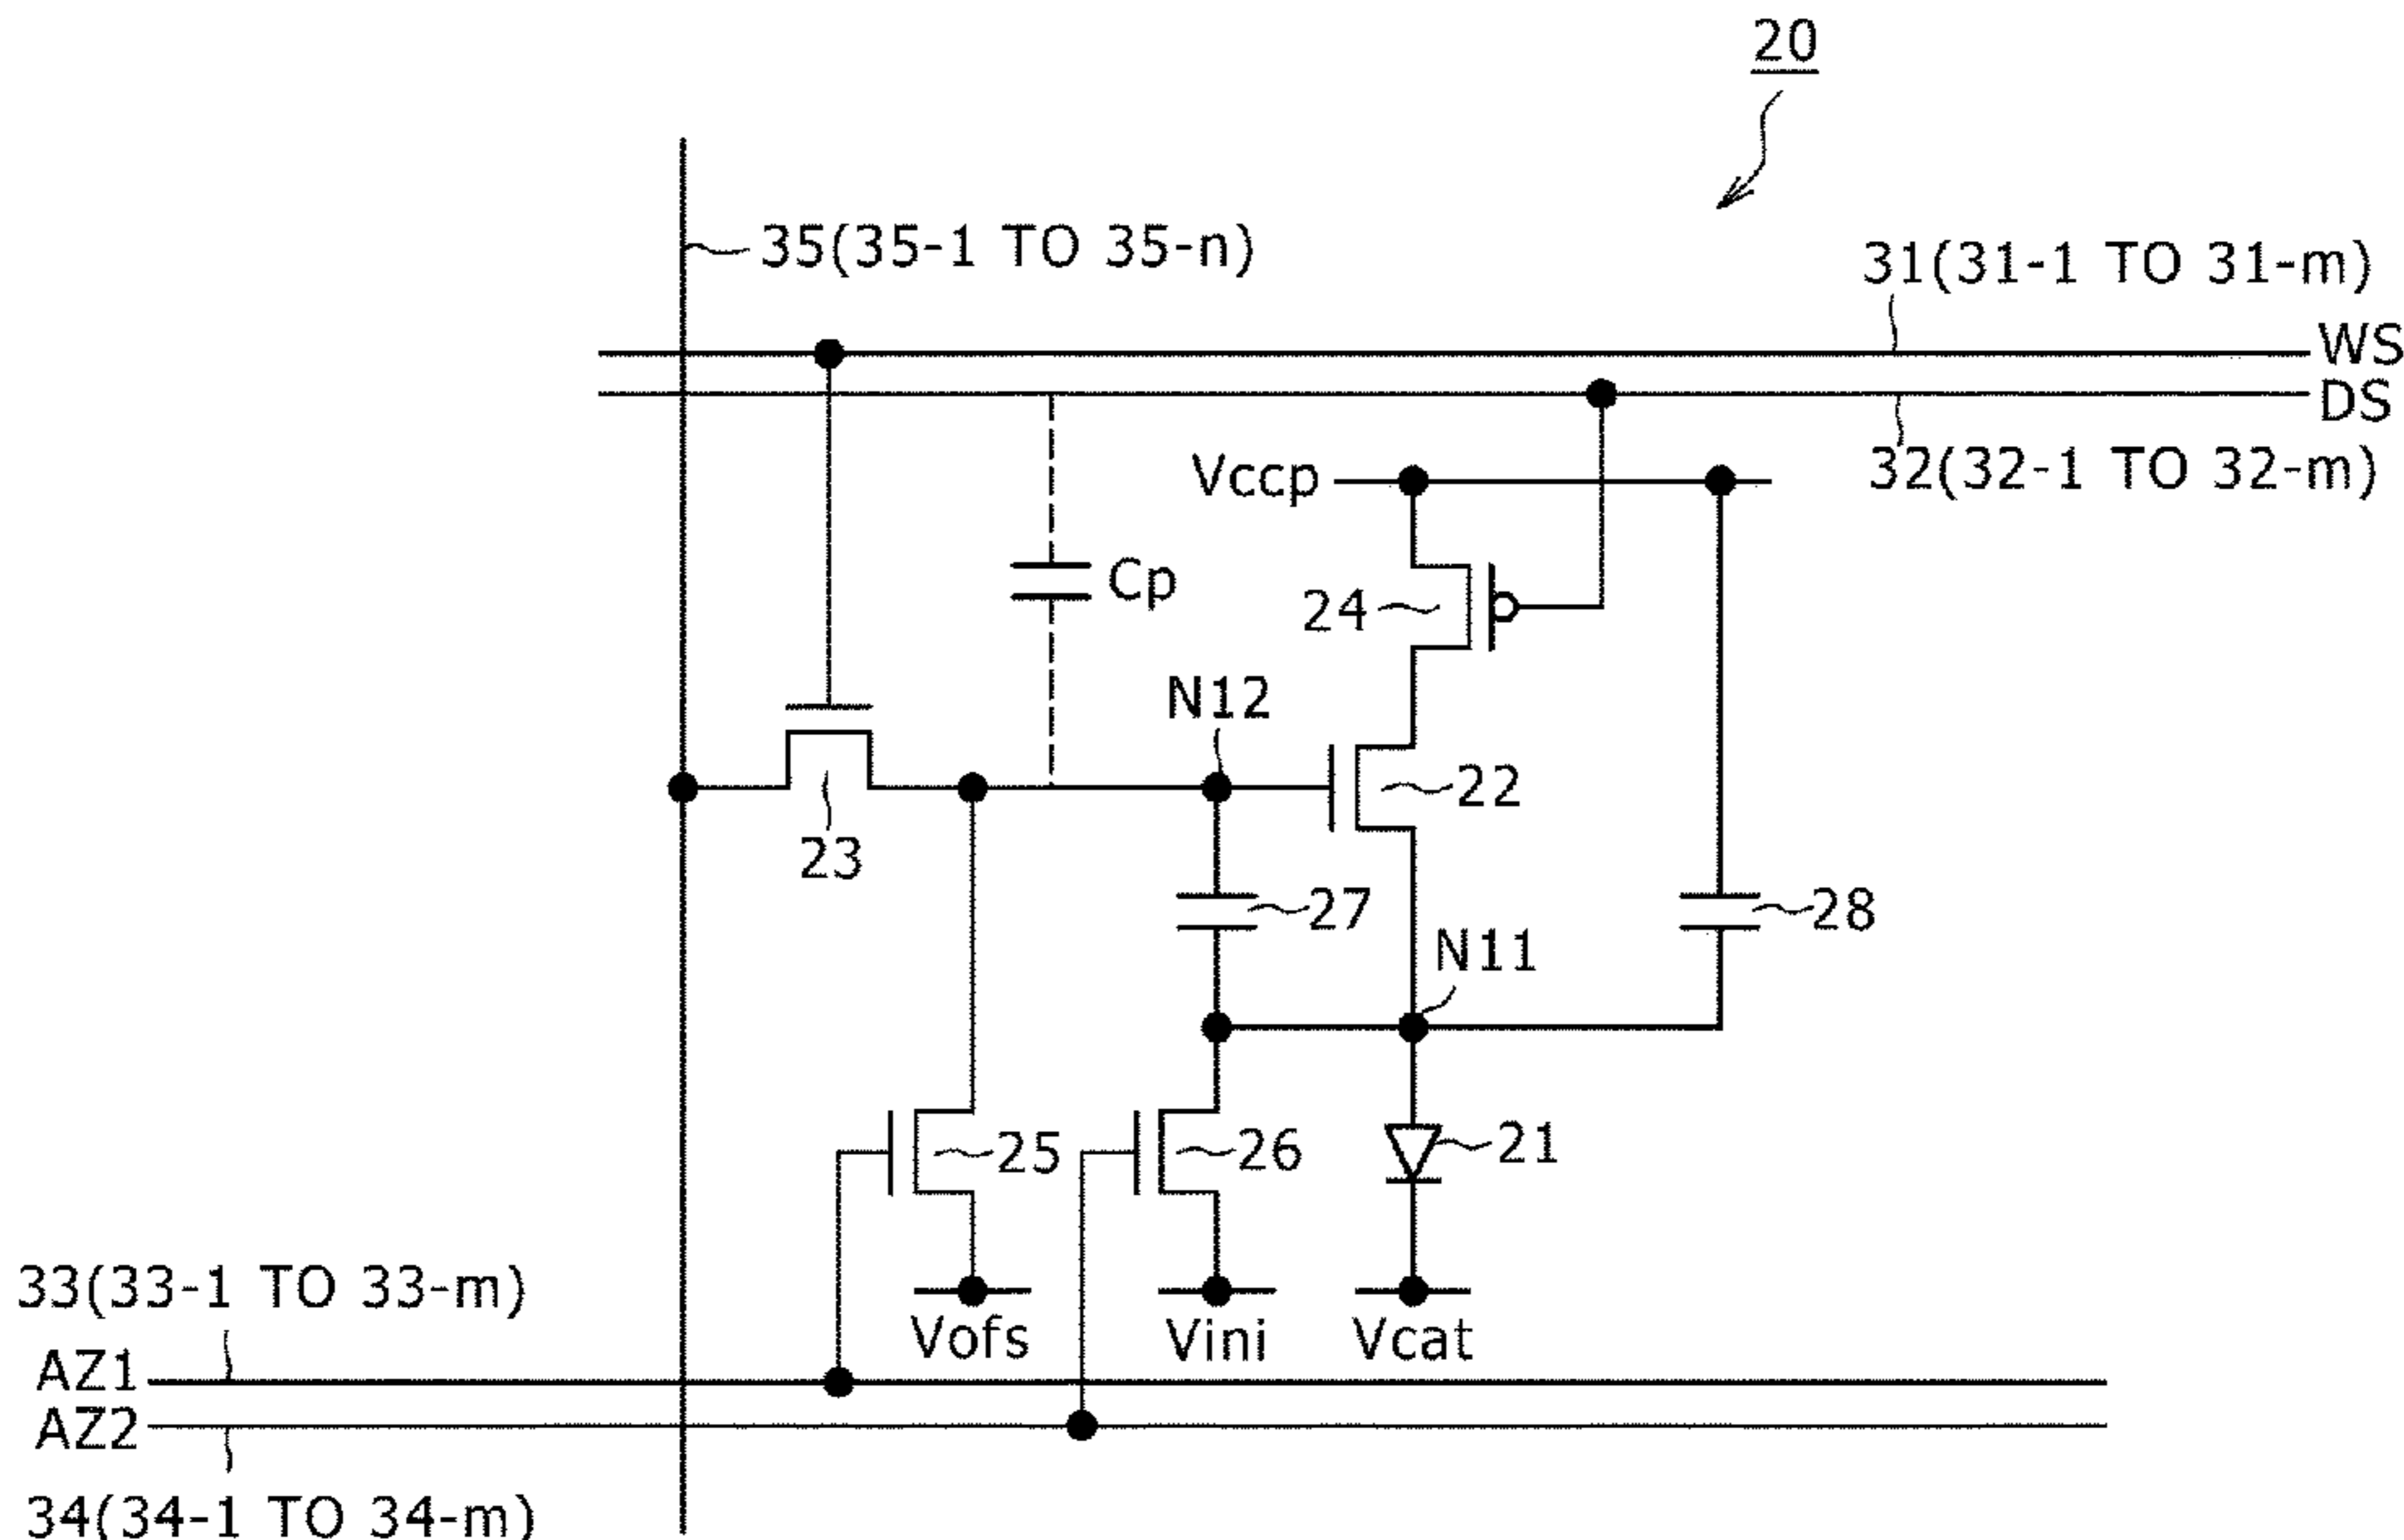 20
35(35-1 TO 35-n)
31(31-1 TO 31-m)
WS
DS
32(32-1 TO 32-m)
Vccp
Cp
24
N12
22
23
27
28
N11
25
26
21
33(33-1 TO 33-m)
Vofs
Vini
Vcat
AZ1
AZ2
34(34-1 TO 34-m)